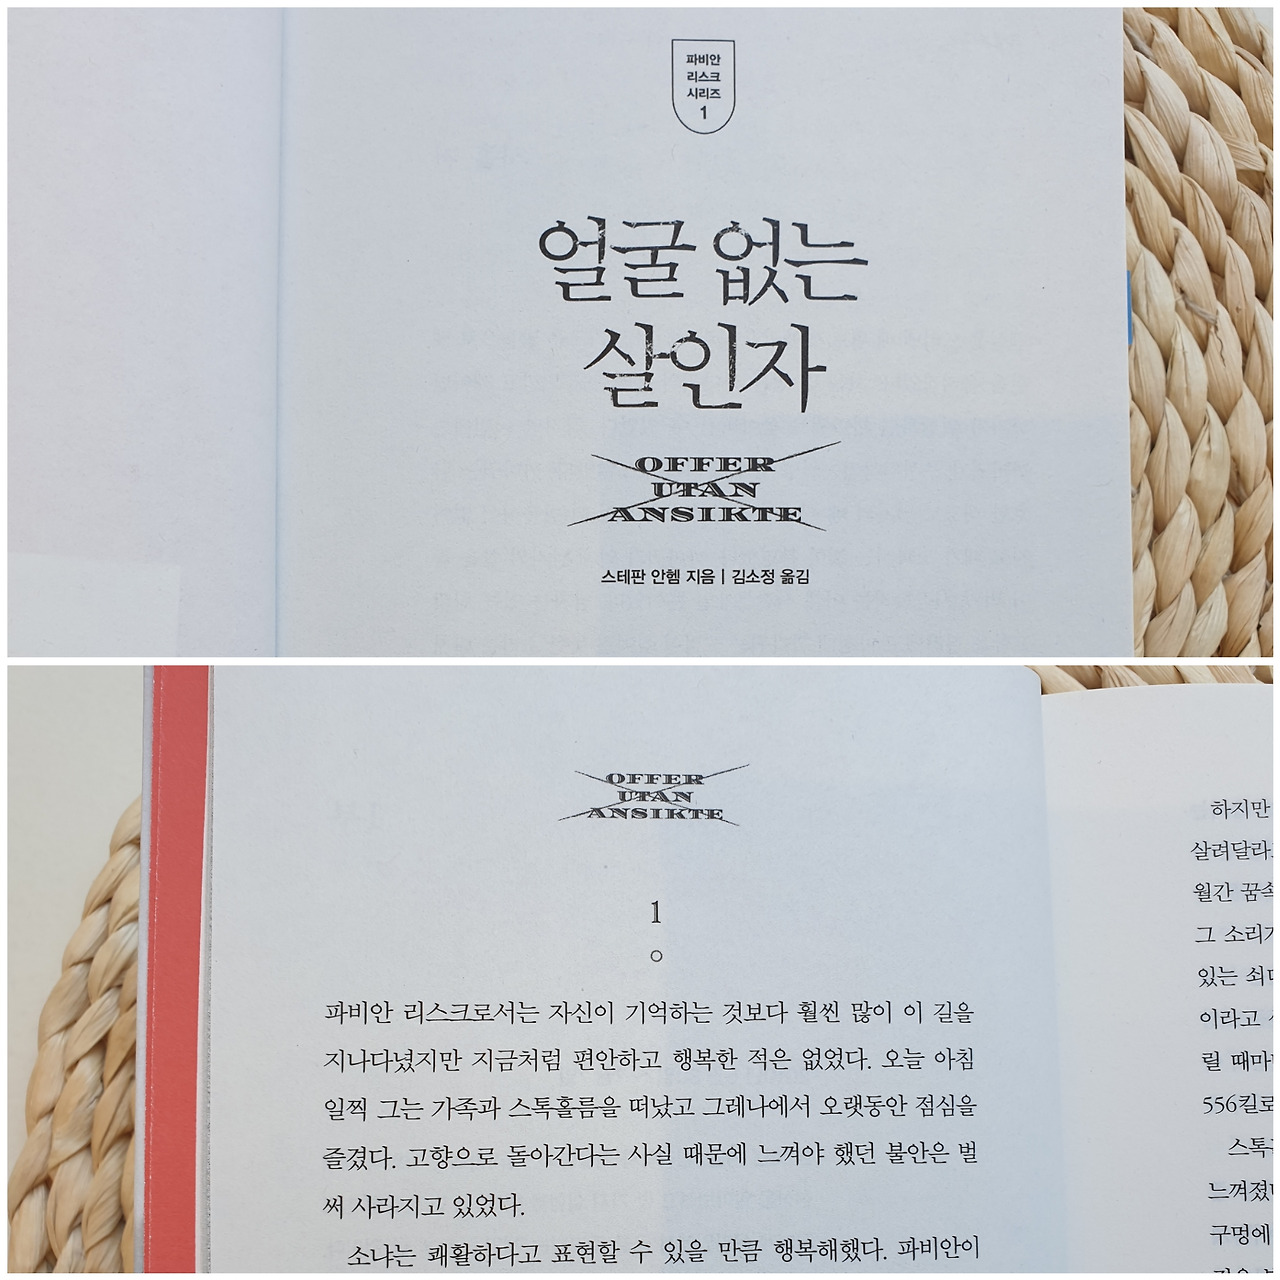 파비안
리스크
시리즈
1
얼굴 없는
살인자
OFFER
UTAN
ANSIKTE
스테판 안헴 지음 | 김소정 옮김
OFFER
UTAN
ANSIKTE
1
파비안 리스크로서는 자신이 기억하는 것보다 훨씬 많이 이 길을
지나다녔지만 지금처럼 편안하고 행복한 적은 없었다. 오늘 아침
일찍 그는 가족과 스톡홀름을 떠났고 그레나에서 오랫동안 점심을
즐겼다. 고향으로 돌아간다는 사실 때문에 느껴야 했던 불안은 벌
써 사라지고 있었다.
소냐는 쾌활하다고 표현할 수 있을 만큼 행복해했다. 파비안이
하지만
살려달라
월간 꿈속
그 소리가
있는 쇠
이라고
릴 때마
556킬로
스톡
느껴졌
구멍에